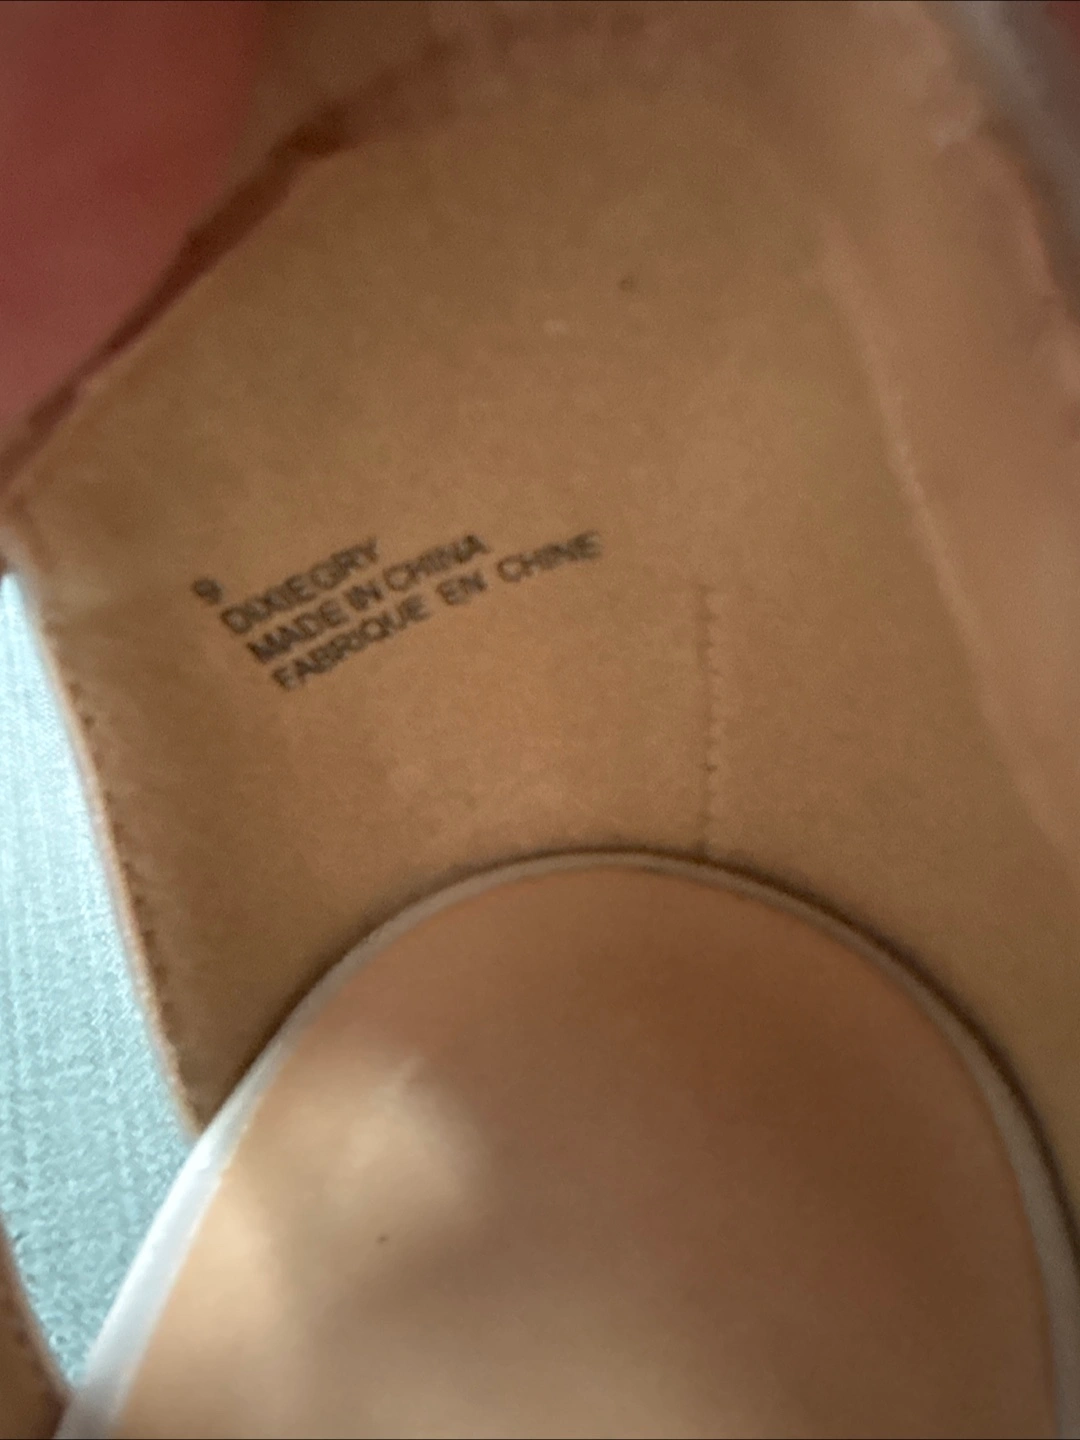 9
DIXIEGRY
MADE IN CHINA
FABRIQUE EN CHINE